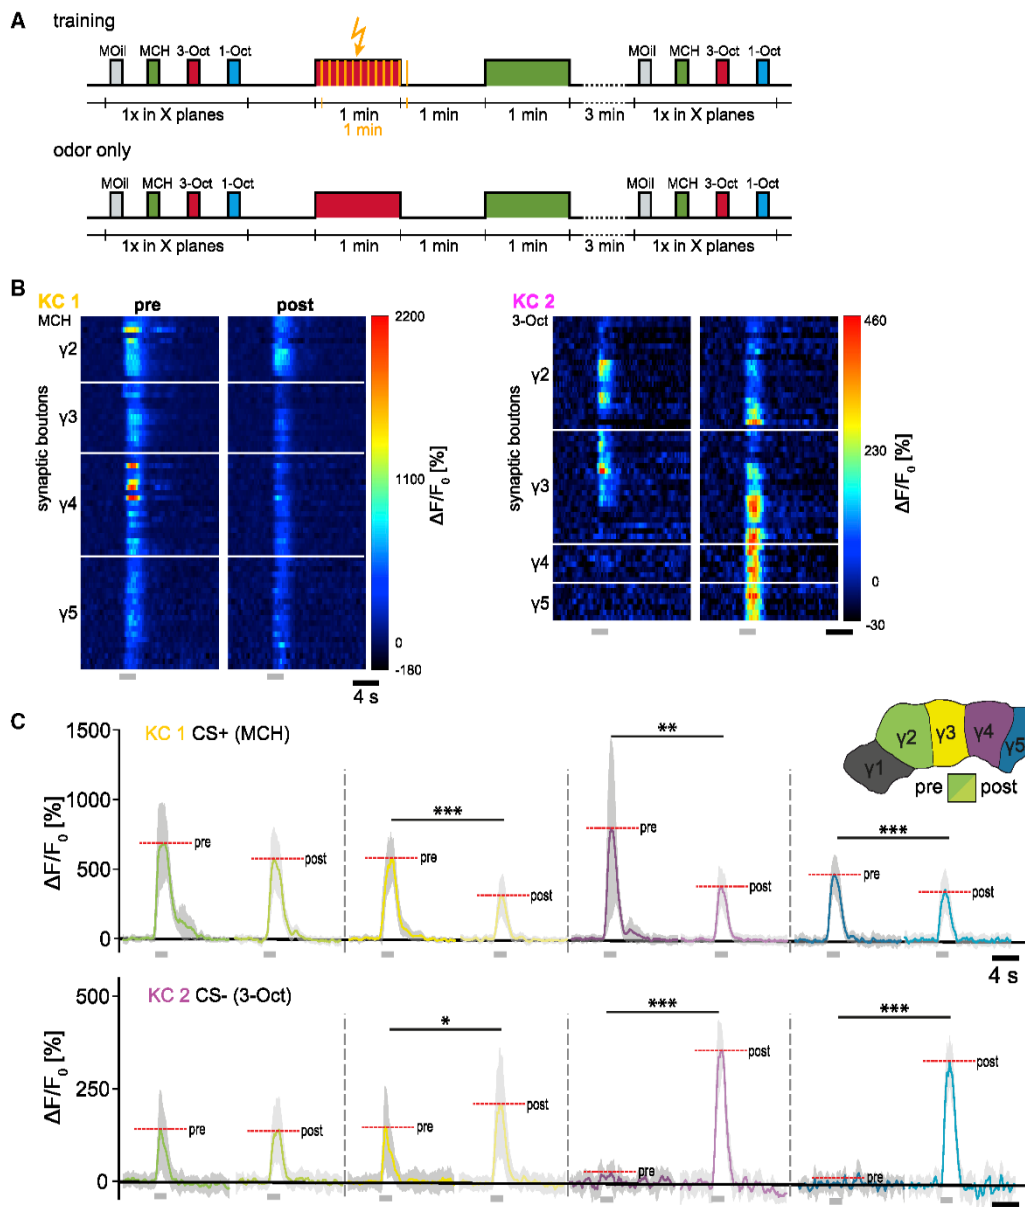 A
training
MOil MCH 3-Oct 1-Oct
MOil MCH 3-Oct 1-Oct
1x in X planes
1 min
1 min
1 min
1 min
3 min
1x in X planes
odor only
MOil MCH 3-Oct 1-Oct
MOil MCH 3-Oct 1-Oct
1x in X planes
1 min
1 min
1 min
3 min
1x in X planes
B
KC 1
pre
post
MCH
γ2
γ3
γ4
γ5
synaptic boutons
2200
1100
0
-180
ΔF/F0 [%]
4 s
KC 2
3-Oct
γ2
γ3
γ4
γ5
synaptic boutons
460
230
0
-30
ΔF/F0 [%]
C
KC 1 CS+ (MCH)
1500
1000
500
0
ΔF/F0 [%]
pre
post
***
pre
post
**
pre
post
***
pre
post
4 s
γ1
γ2
γ3
γ4
γ5
pre
post
KC 2 CS- (3-Oct)
500
250
0
ΔF/F0 [%]
pre
post
*
pre
post
***
pre
post
***
pre
post